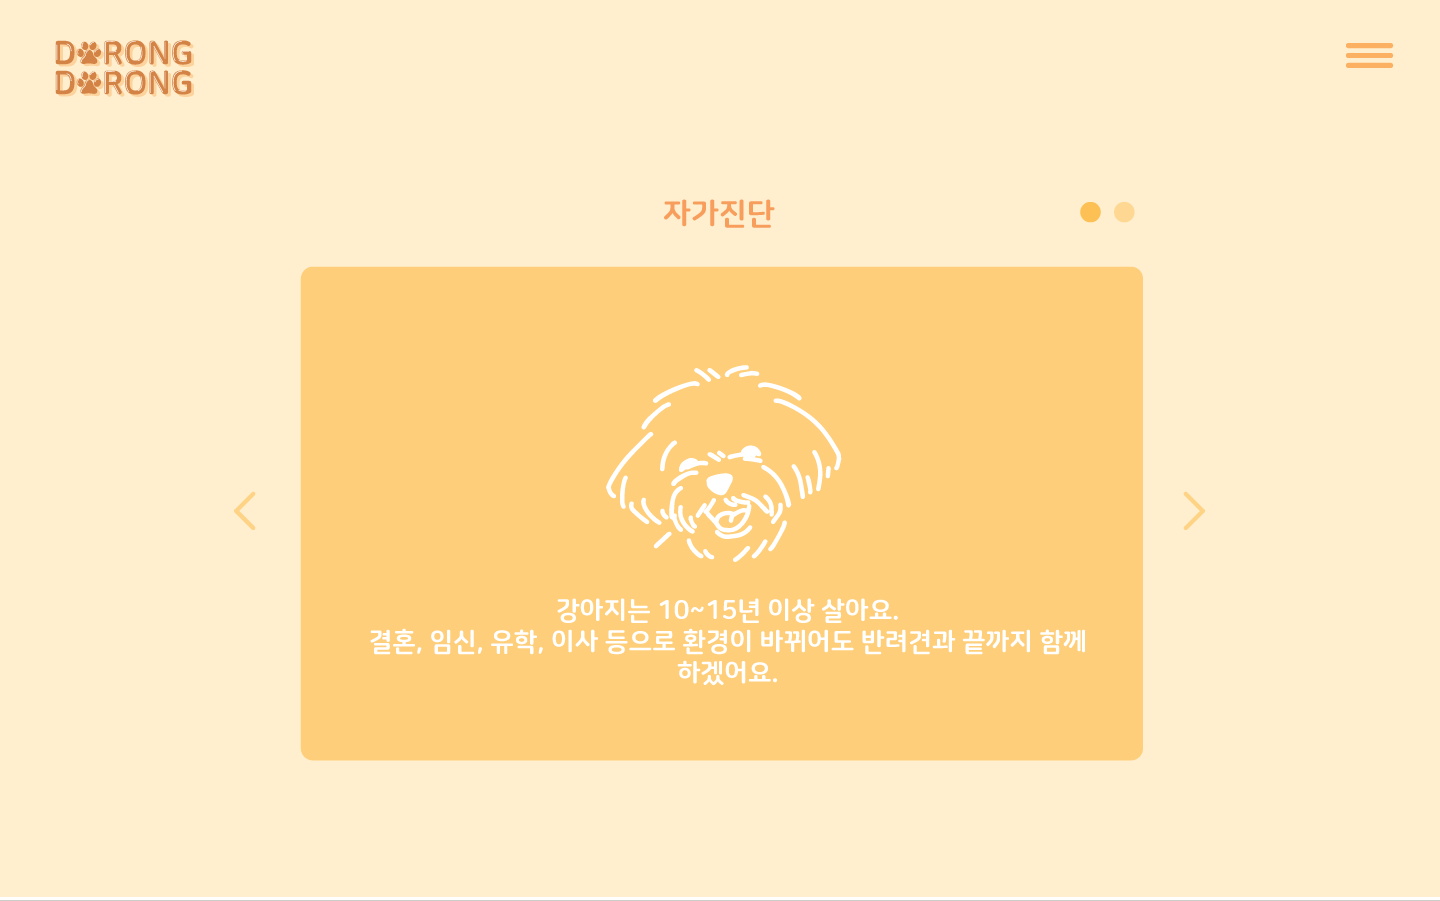 DORONG
DORONG
자가진단
강아지는 10~15년 이상 살아요.
결혼, 임신, 유학, 이사 등으로 환경이 바뀌어도 반려견과 끝까지 함께
하겠어요.